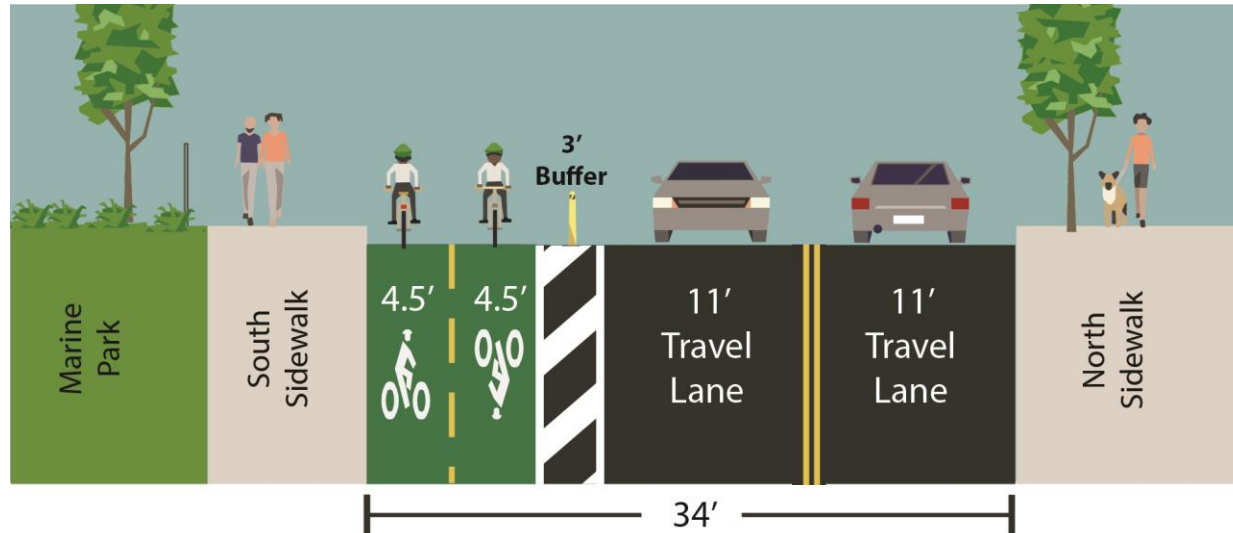 3’
Buffer
Marine
Park
South
Sidewalk
4.5’
4.5’
11’
Travel
Lane
11’
Travel
Lane
North
Sidewalk
34’